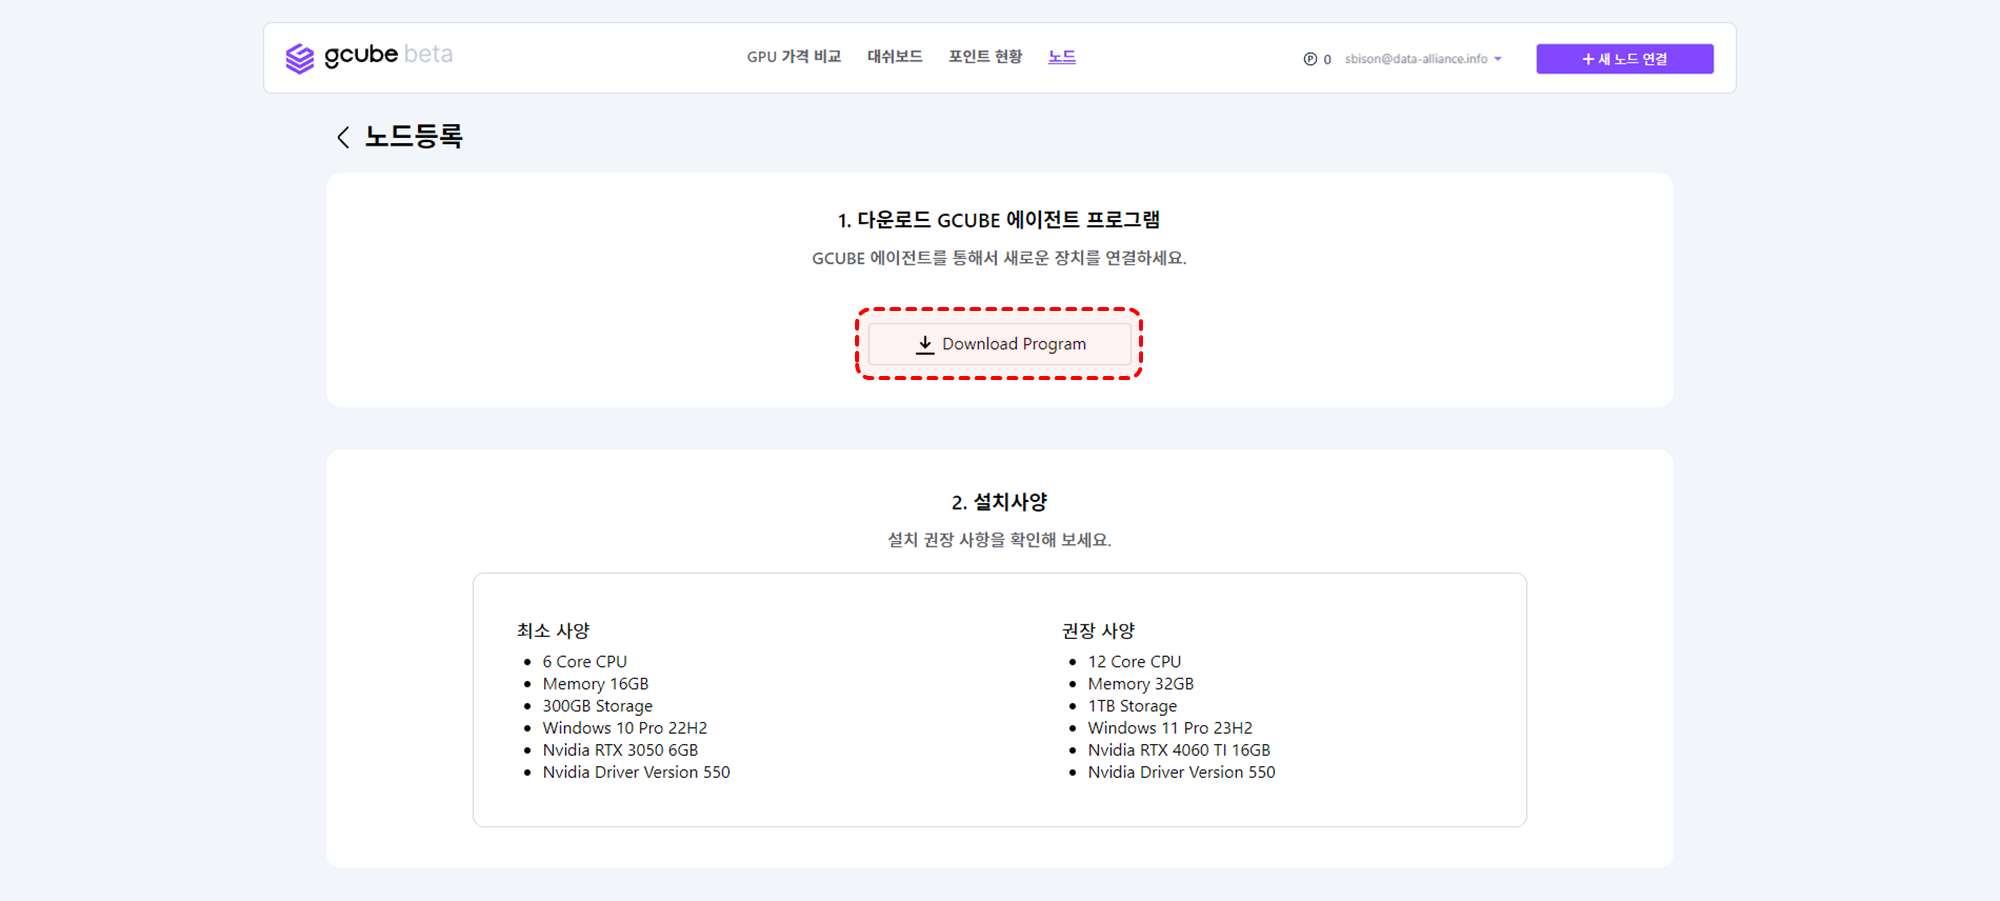 gcube beta
GPU 가격 비교 대쉬보드 포인트 현황 노드
P 0 sbison@data-alliance.info
+ 새 노드 연결
노드등록
1. 다운로드 GCUBE 에이전트 프로그램
GCUBE 에이전트를 통해서 새로운 장치를 연결하세요.
Download Program
2. 설치사양
설치 권장 사항을 확인해 보세요.
최소 사양
• 6 Core CPU
• Memory 16GB
• 300GB Storage
• Windows 10 Pro 22H2
• Nvidia RTX 3050 6GB
• Nvidia Driver Version 550
권장 사양
• 12 Core CPU
• Memory 32GB
• 1TB Storage
• Windows 11 Pro 23H2
• Nvidia RTX 4060 TI 16GB
• Nvidia Driver Version 550